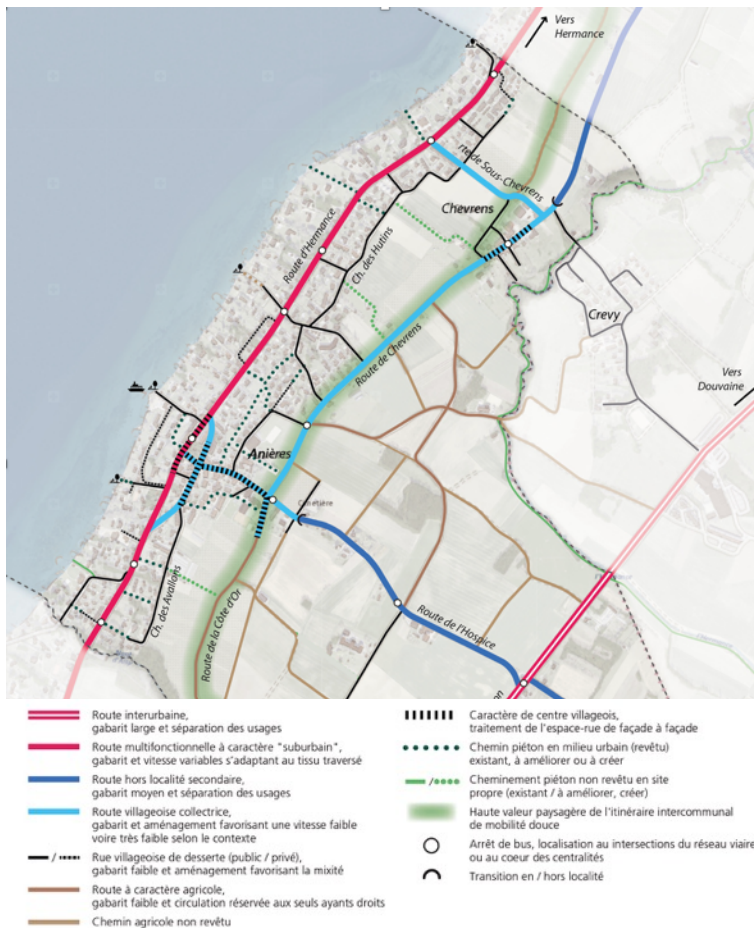 Vers
Hermance
rte de Sous-Chevrens
Chevrens
Route d'Hermance
Ch. des Hutins
Crevy
Route de Chevrens
Vers
Douvaine
Anières
Ch. des Avallons
Route de la Côte d'Or
Route de l'Hospice
Route interurbaine,
gabarit large et séparation des usages
Route multifonctionnelle à caractère "suburbain",
gabarit et vitesse variables s'adaptant au tissu traversé
Route hors localité secondaire,
gabarit moyen et séparation des usages
Route villageoise collectrice,
gabarit et aménagement favorisant une vitesse faible
voire très faible selon le contexte
Rue villageoise de desserte (public / privé),
gabarit faible et aménagement favorisant la mixité
Route à caractère agricole,
gabarit faible et circulation réservée aux seuls ayants droits
Chemin agricole non revêtu
Caractère de centre villageois,
traitement de l'espace-rue de façade à façade
Chemin piéton en milieu urbain (revêtu)
existant, à améliorer ou à créer
Cheminement piéton non revêtu en site
propre (existant / à améliorer, créer)
Haute valeur paysagère de l'itinéraire intercommunal
de mobilité douce
Arrêt de bus, localisation au intersections du réseau viaire
ou au coeur des centralités
Transition en / hors localité